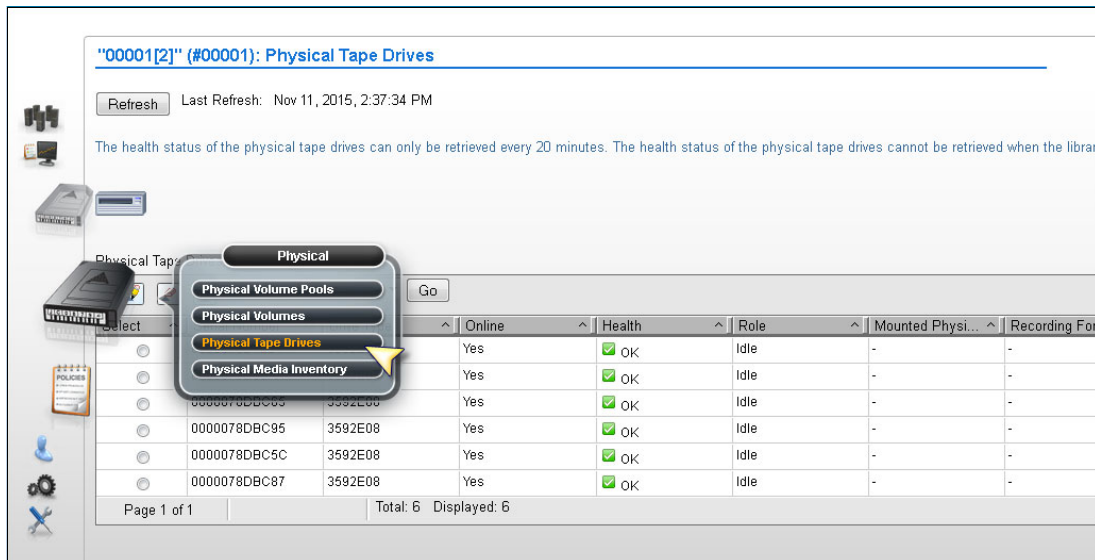 "00001[2]" (#00001): Physical Tape Drives
Refresh Last Refresh: Nov 11, 2015, 2:37:34 PM
The health status of the physical tape drives can only be retrieved every 20 minutes. The health status of the physical tape drives cannot be retrieved when the librar
Physical Tape
Physical
Go
Physical Volume Pools
Physical Volumes
Physical Tape Drives
Physical Media Inventory
POLICIES
Select Online Health Role Mounted Physi... Recording For
Yes OK Idle - -
Yes OK Idle - -
Yes OK Idle - -
0000078DBC95 3592E08 Yes OK Idle - -
0000078DBC5C 3592E08 Yes OK Idle - -
0000078DBC87 3592E08 Yes OK Idle - -
Page 1 of 1 Total: 6 Displayed: 6